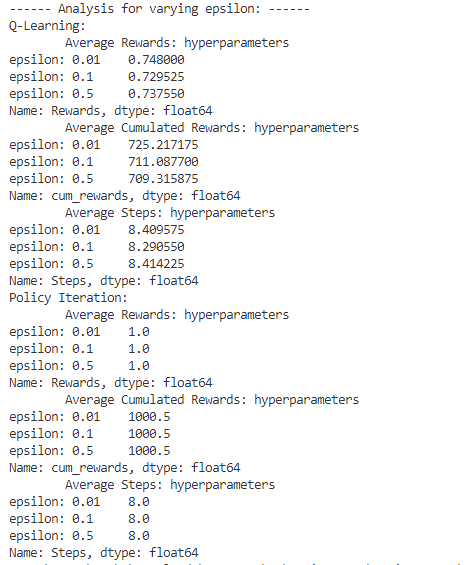 ------ Analysis for varying epsilon: ------
Q-Learning:
        Average Rewards: hyperparameters
epsilon: 0.01    0.748000
epsilon: 0.1     0.729525
epsilon: 0.5     0.737550
Name: Rewards, dtype: float64
        Average Cumulated Rewards: hyperparameters
epsilon: 0.01    725.217175
epsilon: 0.1     711.087700
epsilon: 0.5     709.315875
Name: cum_rewards, dtype: float64
        Average Steps: hyperparameters
epsilon: 0.01    8.409575
epsilon: 0.1     8.290550
epsilon: 0.5     8.414225
Name: Steps, dtype: float64
Policy Iteration:
        Average Rewards: hyperparameters
epsilon: 0.01    1.0
epsilon: 0.1     1.0
epsilon: 0.5     1.0
Name: Rewards, dtype: float64
        Average Cumulated Rewards: hyperparameters
epsilon: 0.01    1000.5
epsilon: 0.1     1000.5
epsilon: 0.5     1000.5
Name: cum_rewards, dtype: float64
        Average Steps: hyperparameters
epsilon: 0.01    8.0
epsilon: 0.1     8.0
epsilon: 0.5     8.0
Name: Steps, dtype: float64